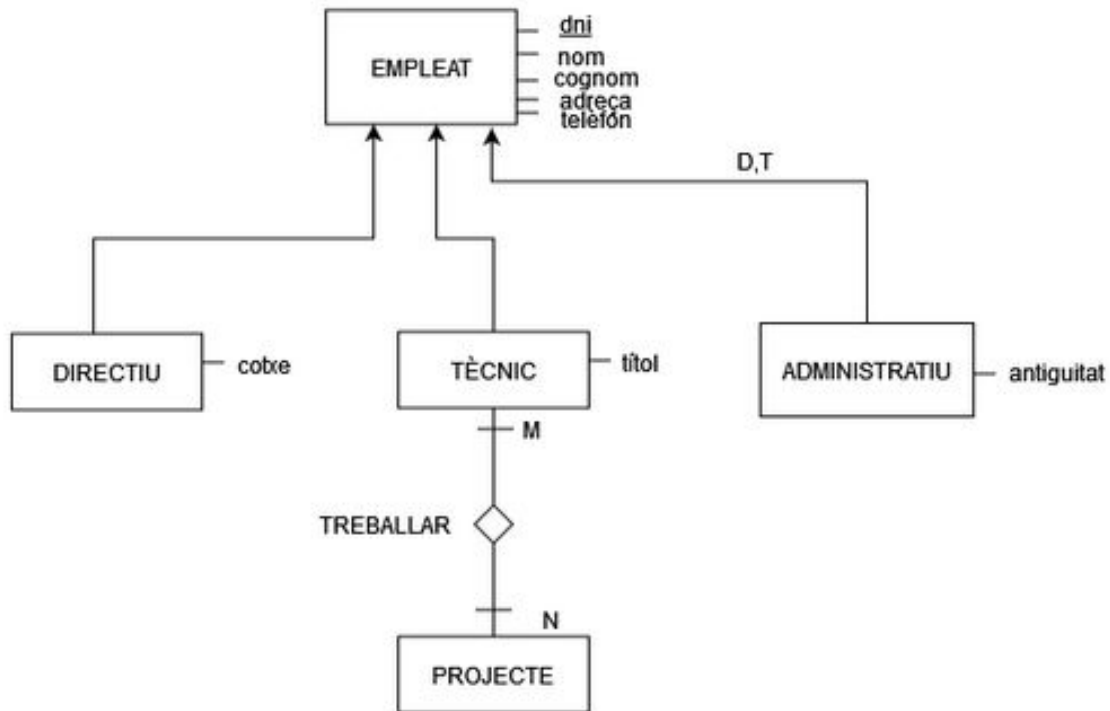 dni
nom
EMPLEAT
cognom
adreça
telèfon
D,T
DIRECTIU
cotxe
TÈCNIC
títol
ADMINISTRATIU
antiguitat
M
TREBALLAR
N
PROJECTE